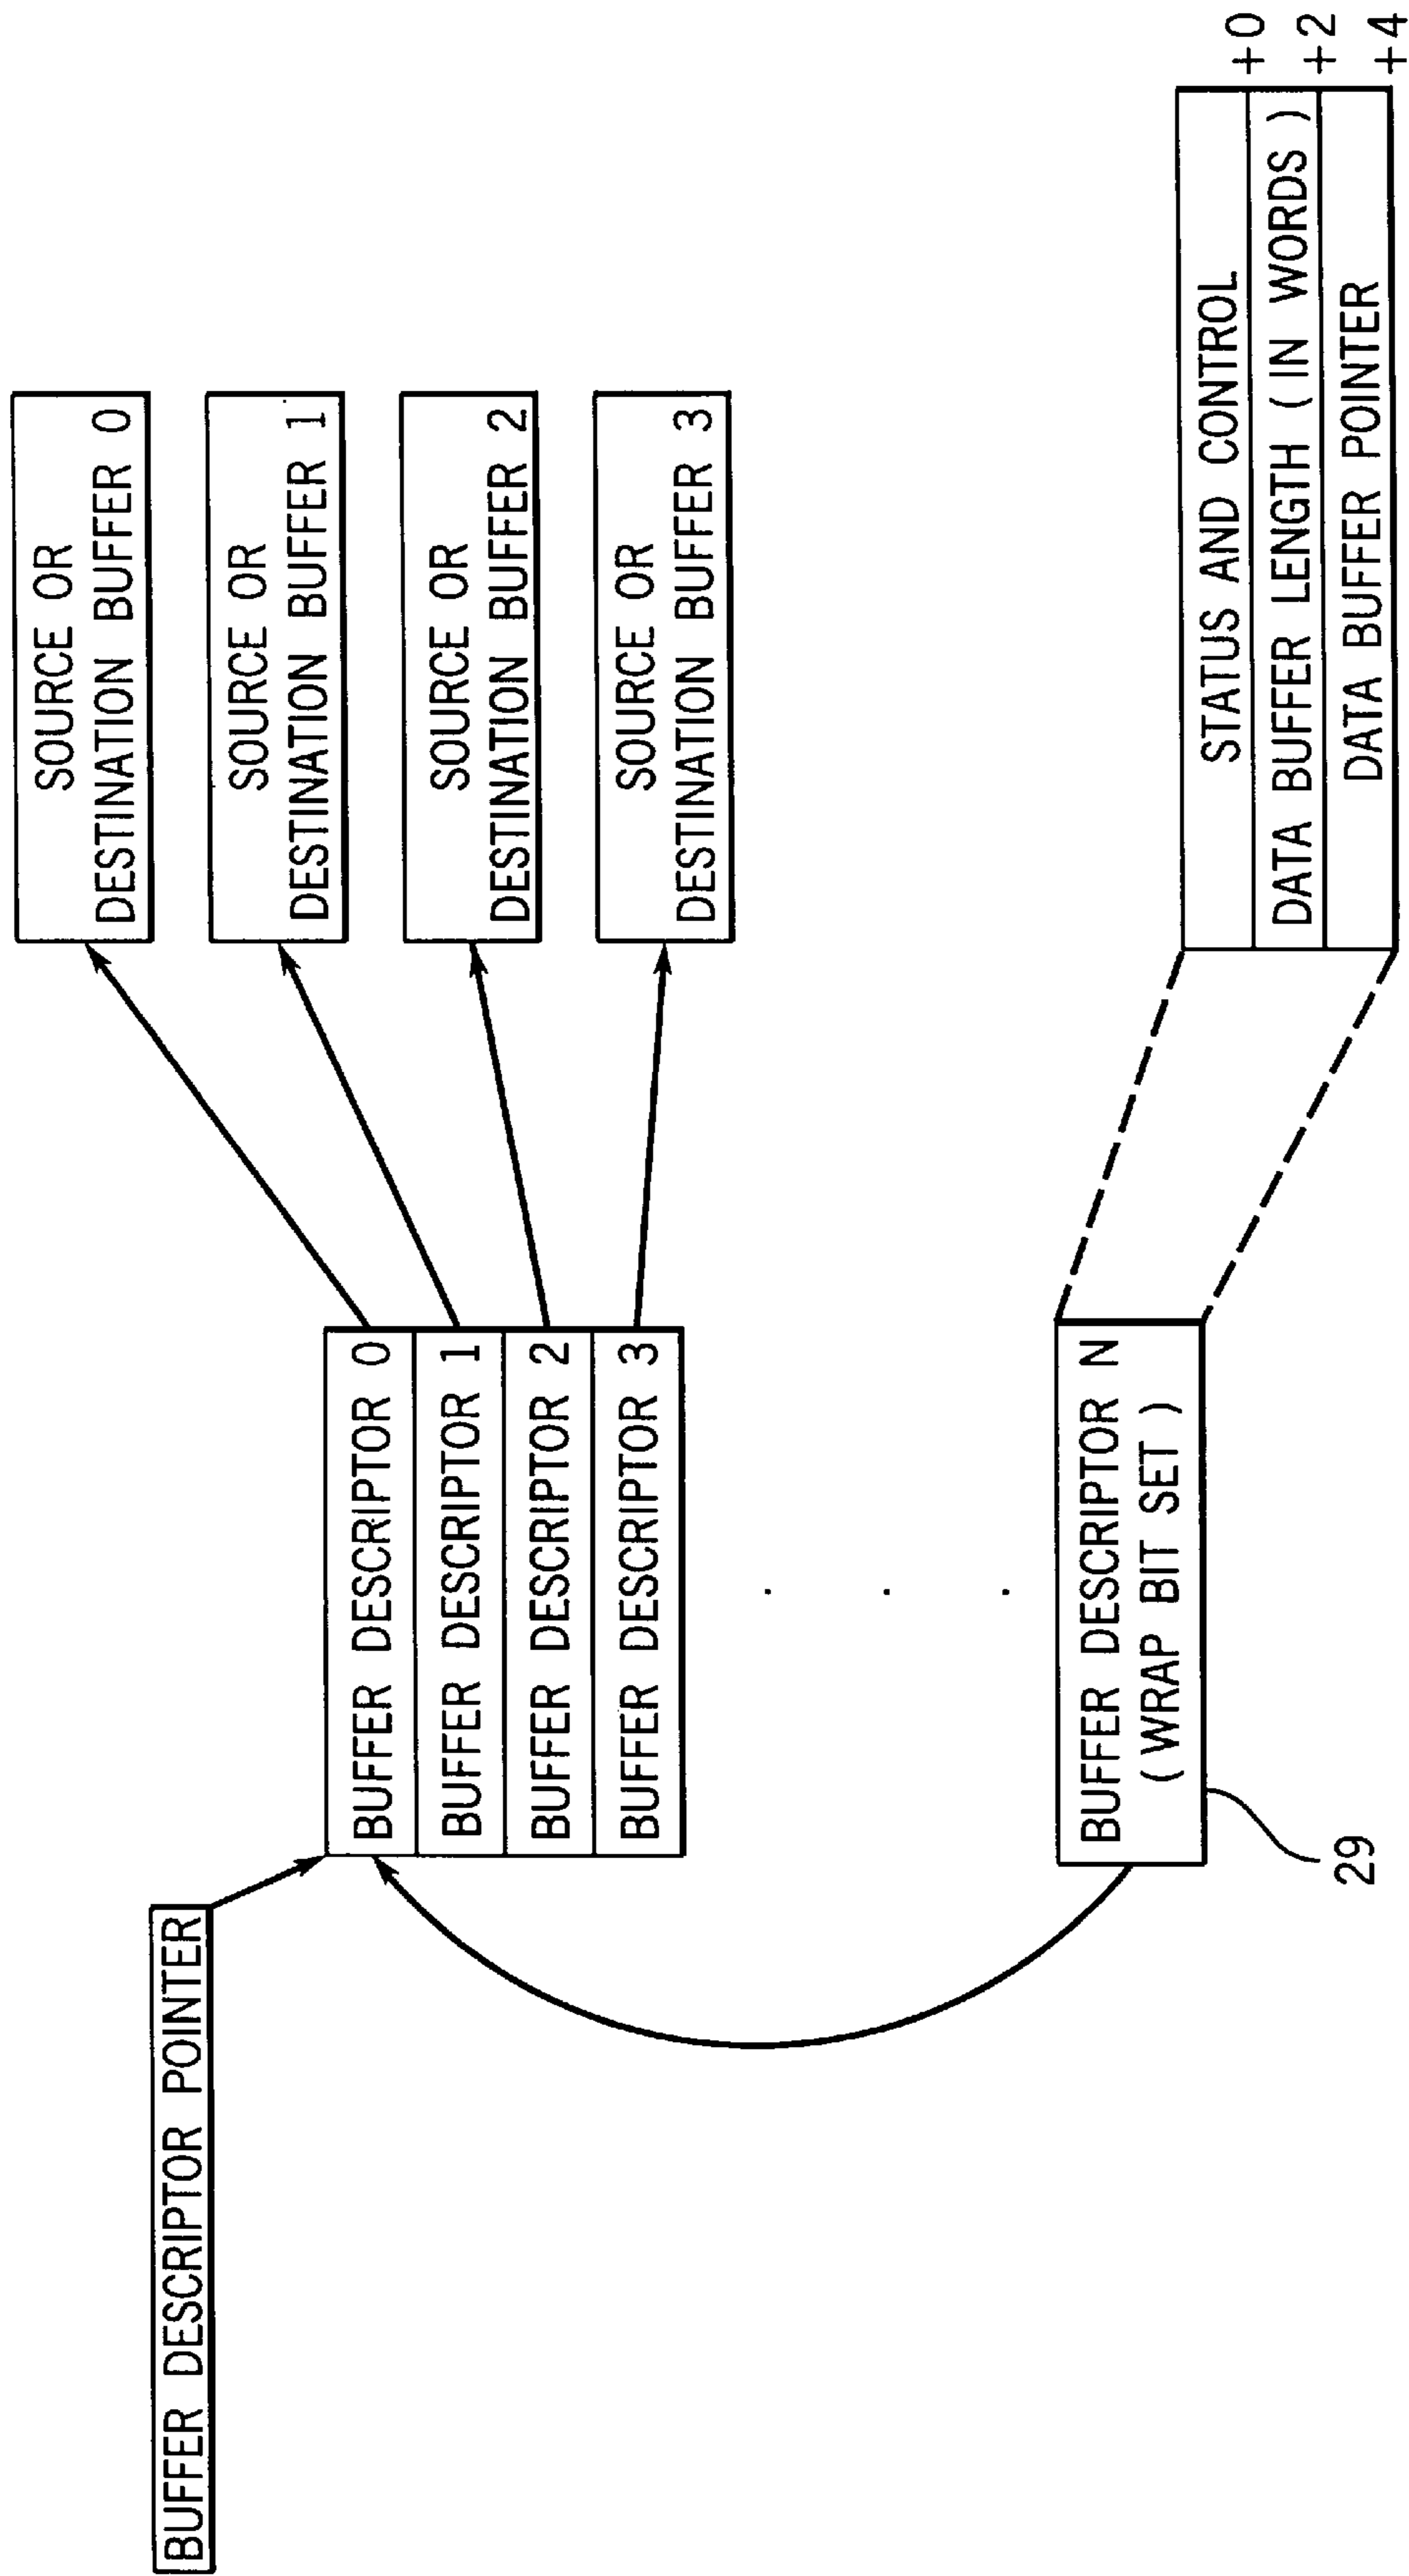 BUFFER DESCRIPTOR POINTER
BUFFER DESCRIPTOR 0
BUFFER DESCRIPTOR 1
BUFFER DESCRIPTOR 2
BUFFER DESCRIPTOR 3
SOURCE OR
DESTINATION BUFFER 0
SOURCE OR
DESTINATION BUFFER 1
SOURCE OR
DESTINATION BUFFER 2
SOURCE OR
DESTINATION BUFFER 3
BUFFER DESCRIPTOR N
( WRAP BIT SET )
29
STATUS AND CONTROL
+0
DATA BUFFER LENGTH ( IN WORDS )
+2
DATA BUFFER POINTER
+4